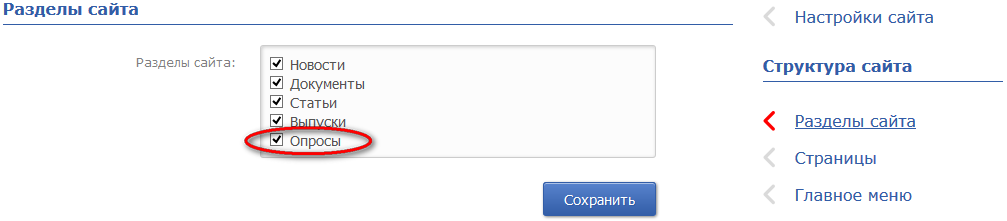 Разделы сайта
Разделы сайта:
Новости
Документы
Статьи
Выпуски
Опросы
Сохранить
Настройки сайта
Структура сайта
Разделы сайта
Страницы
Главное меню